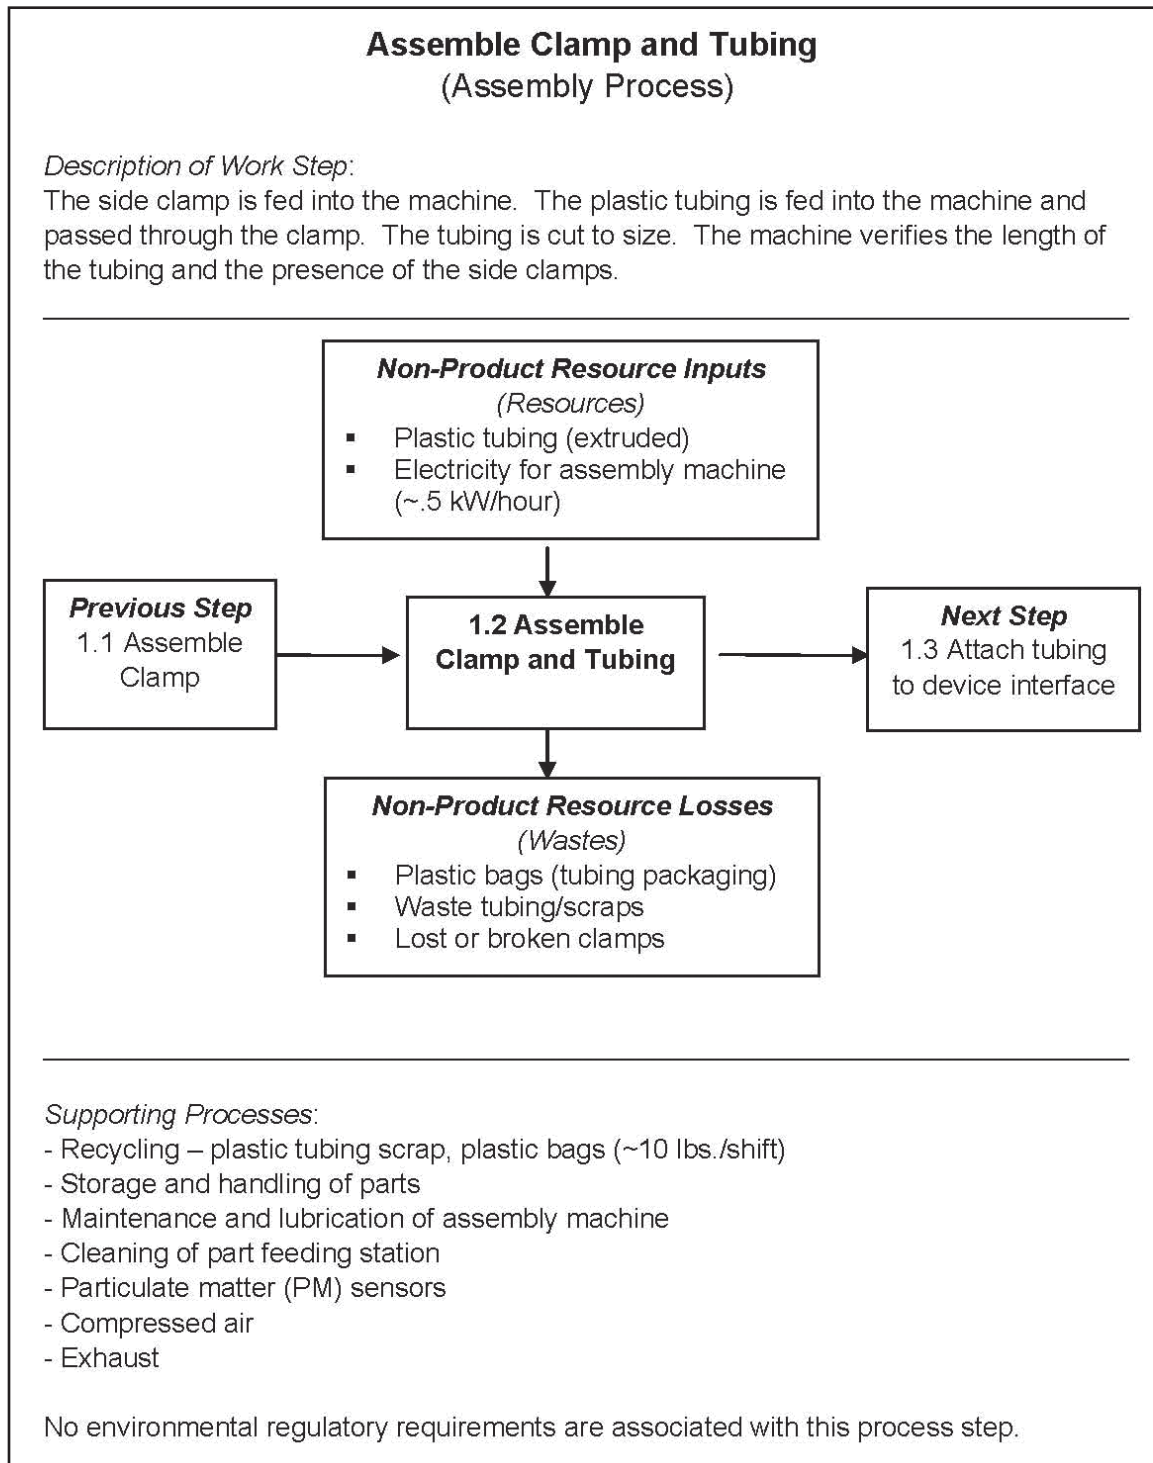 Assemble Clamp and Tubing
(Assembly Process)
Description of Work Step:
The side clamp is fed into the machine. The plastic tubing is fed into the machine and
passed through the clamp. The tubing is cut to size. The machine verifies the length of
the tubing and the presence of the side clamps.
Non-Product Resource Inputs
(Resources)
▪ Plastic tubing (extruded)
▪ Electricity for assembly machine
(~.5 kW/hour)
Previous Step
1.1 Assemble
Clamp
1.2 Assemble
Clamp and Tubing
Next Step
1.3 Attach tubing
to device interface
Non-Product Resource Losses
(Wastes)
▪ Plastic bags (tubing packaging)
▪ Waste tubing/scraps
▪ Lost or broken clamps
Supporting Processes:
- Recycling – plastic tubing scrap, plastic bags (~10 lbs./shift)
- Storage and handling of parts
- Maintenance and lubrication of assembly machine
- Cleaning of part feeding station
- Particulate matter (PM) sensors
- Compressed air
- Exhaust
No environmental regulatory requirements are associated with this process step.